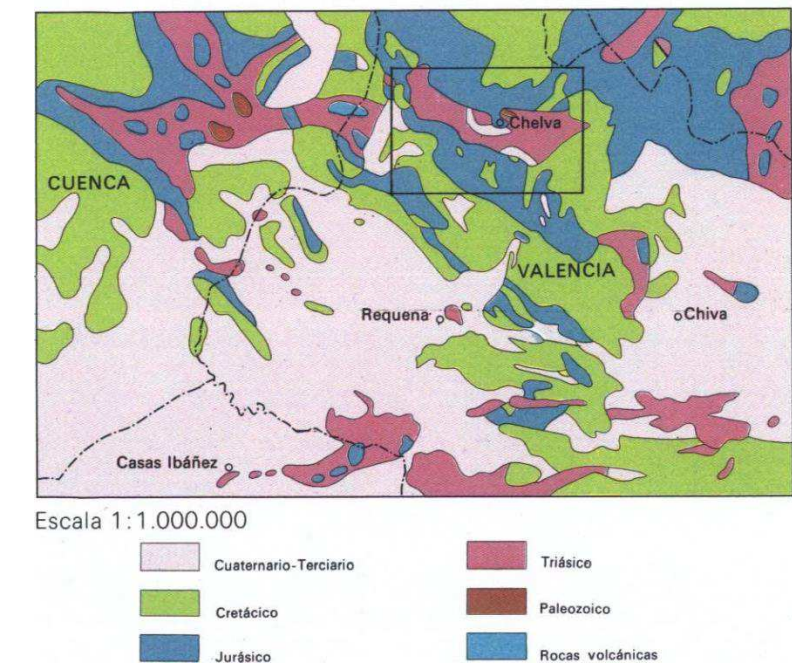 Chelva
CUENCA
VALENCIA
Requena
Chiva
Casas Ibáñez
Escala 1:1.000.000
Cuaternario-Terciario
Triásico
Cretácico
Paleozoico
Jurásico
Rocas volcánicas